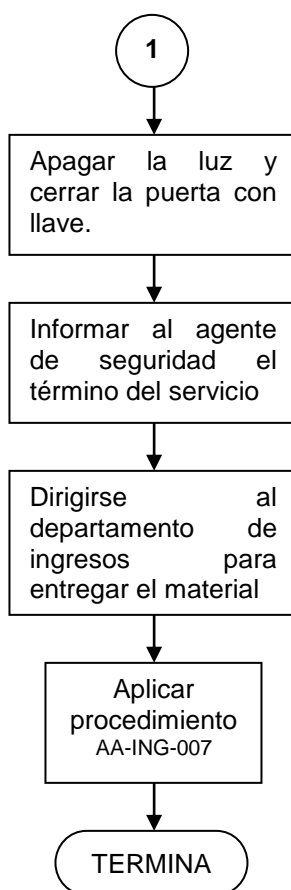 1
Apagar la luz y
cerrar la puerta con
llave.
Informar al agente
de seguridad el
término del servicio
Dirigirse al
departamento de
ingresos para
entregar el material
Aplicar
procedimiento
AA-ING-007
TERMINA